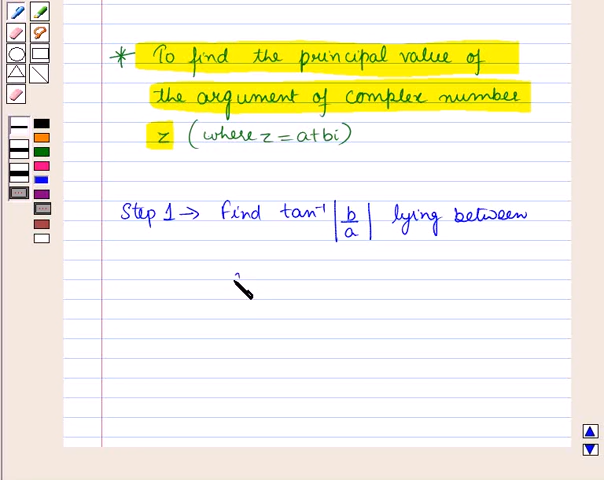 * To find the principal value of
the argument of complex number
z (where z = a+bi)
Step 1 → Find tan⁻¹ |b/a| lying between